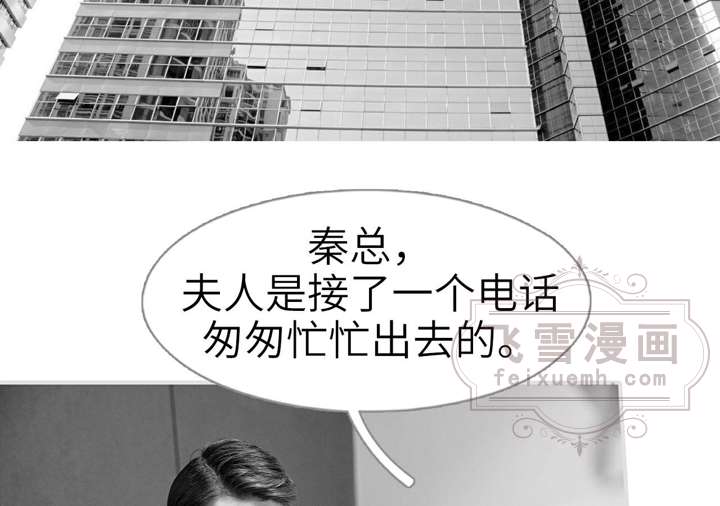 秦总，
夫人是接了一个电话
匆匆忙忙出去的。
飞雪漫画
feixuemh.com